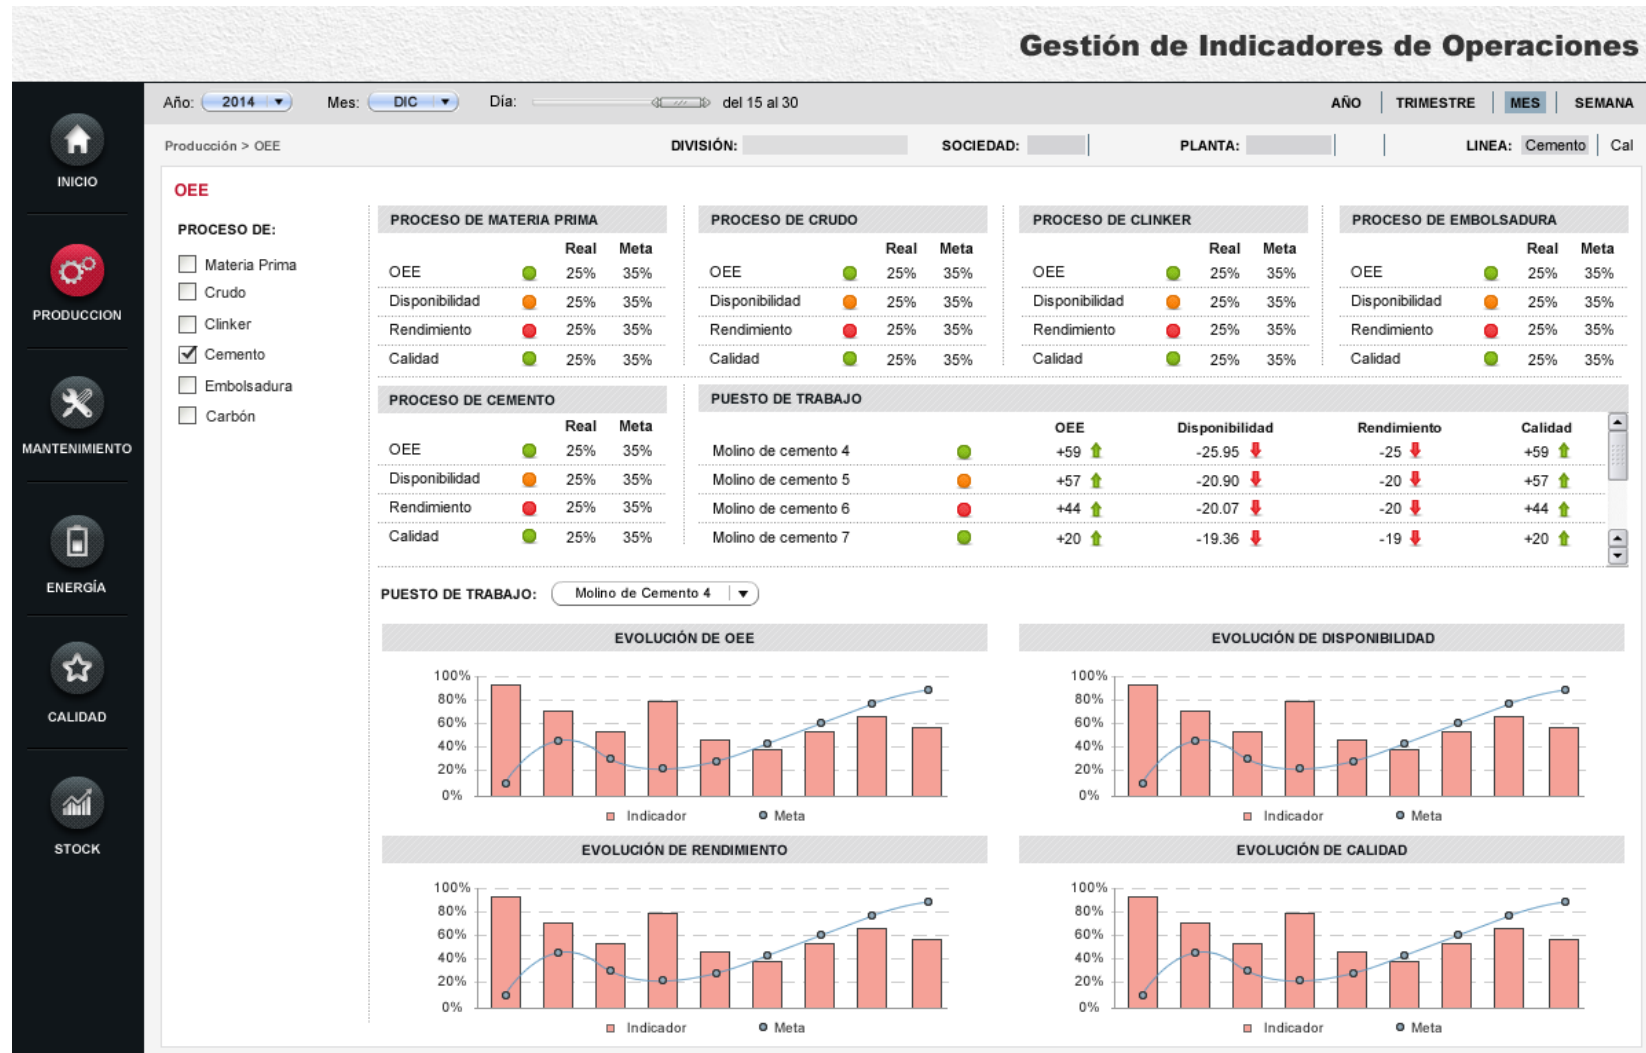 Gestión de Indicadores de Operaciones
Año: 2014 Mes: DIC Día: del 15 al 30 AÑO TRIMESTRE MES SEMANA
Producción > OEE DIVISIÓN: SOCIEDAD: PLANTA: LINEA: Cemento Cal
INICIO
PRODUCCION
MANTENIMIENTO
ENERGÍA
CALIDAD
STOCK
OEE
PROCESO DE:
Materia Prima
Crudo
Clinker
Cemento
Embolsadura
Carbón
PROCESO DE MATERIA PRIMA
Real Meta
OEE 25% 35%
Disponibilidad 25% 35%
Rendimiento 25% 35%
Calidad 25% 35%
PROCESO DE CRUDO
Real Meta
OEE 25% 35%
Disponibilidad 25% 35%
Rendimiento 25% 35%
Calidad 25% 35%
PROCESO DE CLINKER
Real Meta
OEE 25% 35%
Disponibilidad 25% 35%
Rendimiento 25% 35%
Calidad 25% 35%
PROCESO DE EMBOLSADURA
Real Meta
OEE 25% 35%
Disponibilidad 25% 35%
Rendimiento 25% 35%
Calidad 25% 35%
PROCESO DE CEMENTO
Real Meta
OEE 25% 35%
Disponibilidad 25% 35%
Rendimiento 25% 35%
Calidad 25% 35%
PUESTO DE TRABAJO
OEE Disponibilidad Rendimiento Calidad
Molino de cemento 4 +59 -25.95 -25 +59
Molino de cemento 5 +57 -20.90 -20 +57
Molino de cemento 6 +44 -20.07 -20 +44
Molino de cemento 7 +20 -19.36 -19 +20
PUESTO DE TRABAJO: Molino de Cemento 4
EVOLUCIÓN DE OEE
100%
80%
60%
40%
20%
0%
Indicador Meta
EVOLUCIÓN DE DISPONIBILIDAD
100%
80%
60%
40%
20%
0%
Indicador Meta
EVOLUCIÓN DE RENDIMIENTO
100%
80%
60%
40%
20%
0%
Indicador Meta
EVOLUCIÓN DE CALIDAD
100%
80%
60%
40%
20%
0%
Indicador Meta